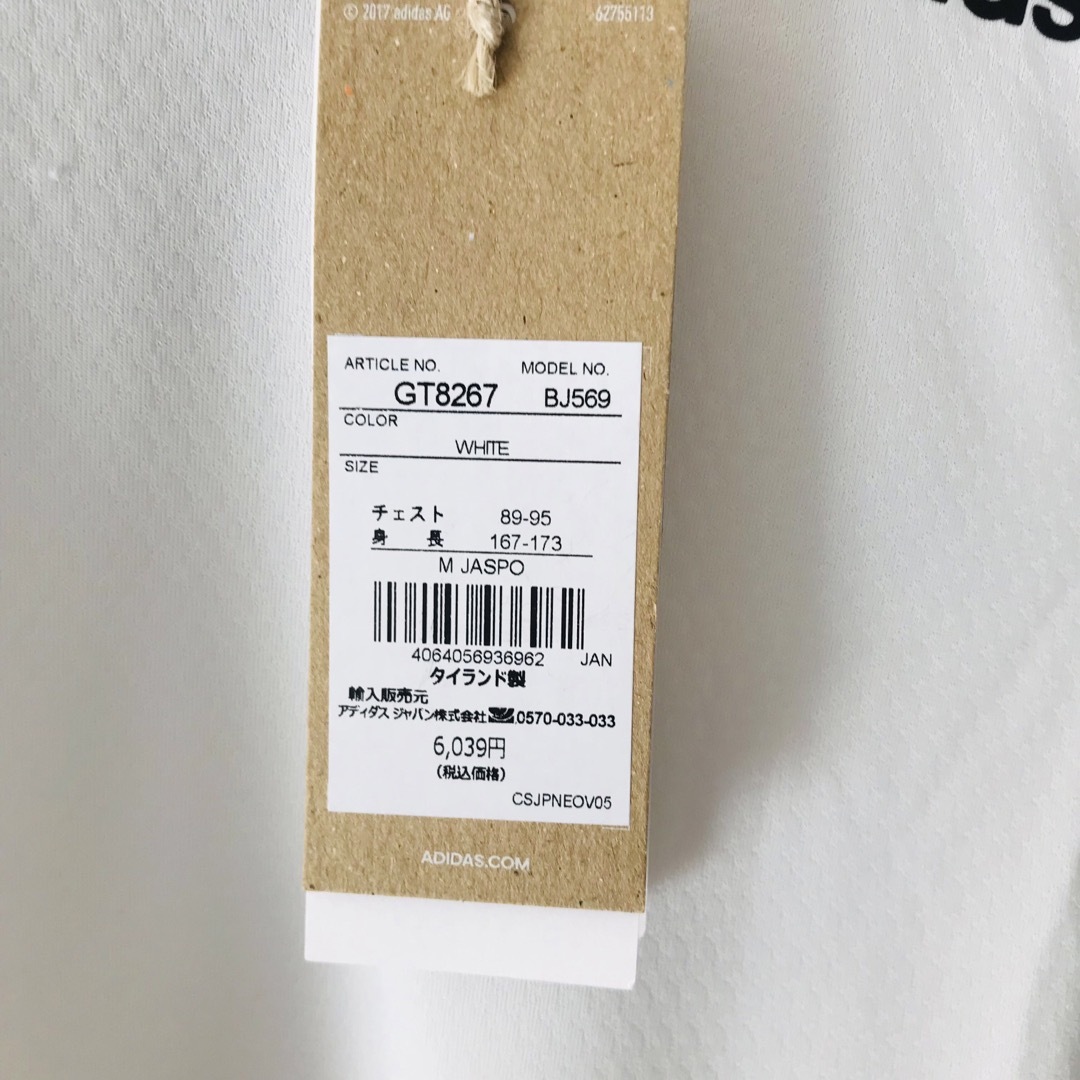 © 2017 adidas AG 62755113
ARTICLE NO. MODEL NO.
GT8267 BJ569
COLOR
WHITE
SIZE
チェスト 89-95
身 長 167-173
M JASPO
4064056936962 JAN
タイランド製
輸入販売元
アディダス ジャパン株式会社 0570-033-033
6,039円
(税込価格)
CSJPNEOV05
ADIDAS.COM